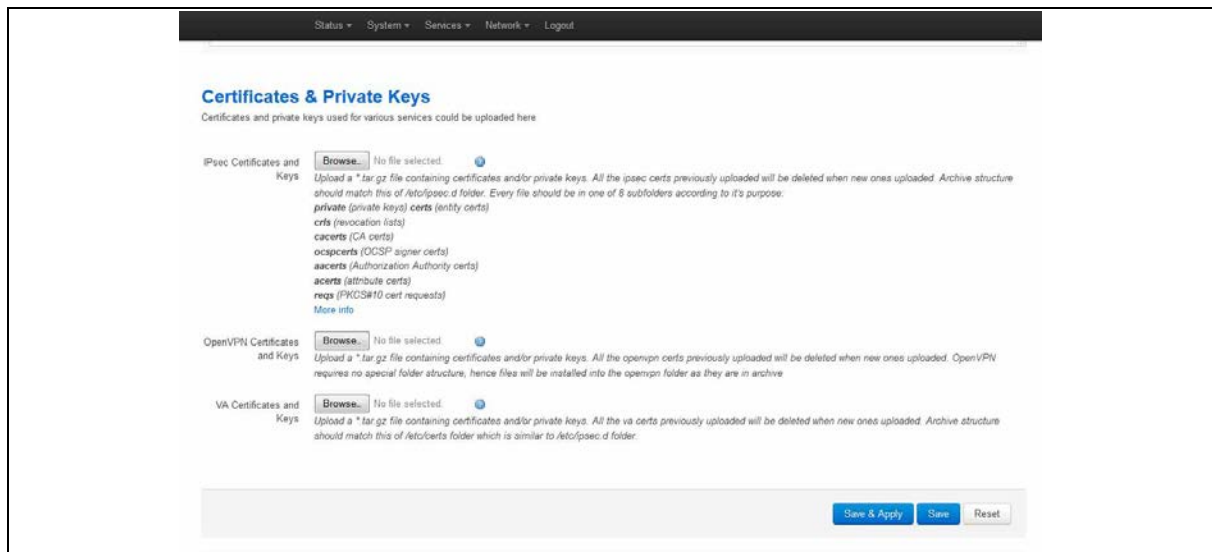 Status System Services Network Logout
Certificates & Private Keys
Certificates and private keys used for various services could be uploaded here
IPsec Certificates and Keys
Browse.. No file selected.
Upload a *.tar.gz file containing certificates and/or private keys. All the ipsec certs previously uploaded will be deleted when new ones uploaded. Archive structure
should match this of /etc/ipsec.d folder. Every file should be in one of 8 subfolders according to it's purpose:
private (private keys) certs (entity certs)
crls (revocation lists)
cacerts (CA certs)
ocspcerts (OCSP signer certs)
aacerts (Authorization Authority certs)
acerts (attribute certs)
reqs (PKCS#10 cert requests)
More info
OpenVPN Certificates and Keys
Browse.. No file selected.
Upload a *.tar.gz file containing certificates and/or private keys. All the openvpn certs previously uploaded will be deleted when new ones uploaded. OpenVPN
requires no special folder structure, hence files will be installed into the openvpn folder as they are in archive
VA Certificates and Keys
Browse.. No file selected.
Upload a *.tar.gz file containing certificates and/or private keys. All the va certs previously uploaded will be deleted when new ones uploaded. Archive structure
should match this of /etc/certs folder which is similar to /etc/ipsec.d folder.
Save & Apply Save Reset